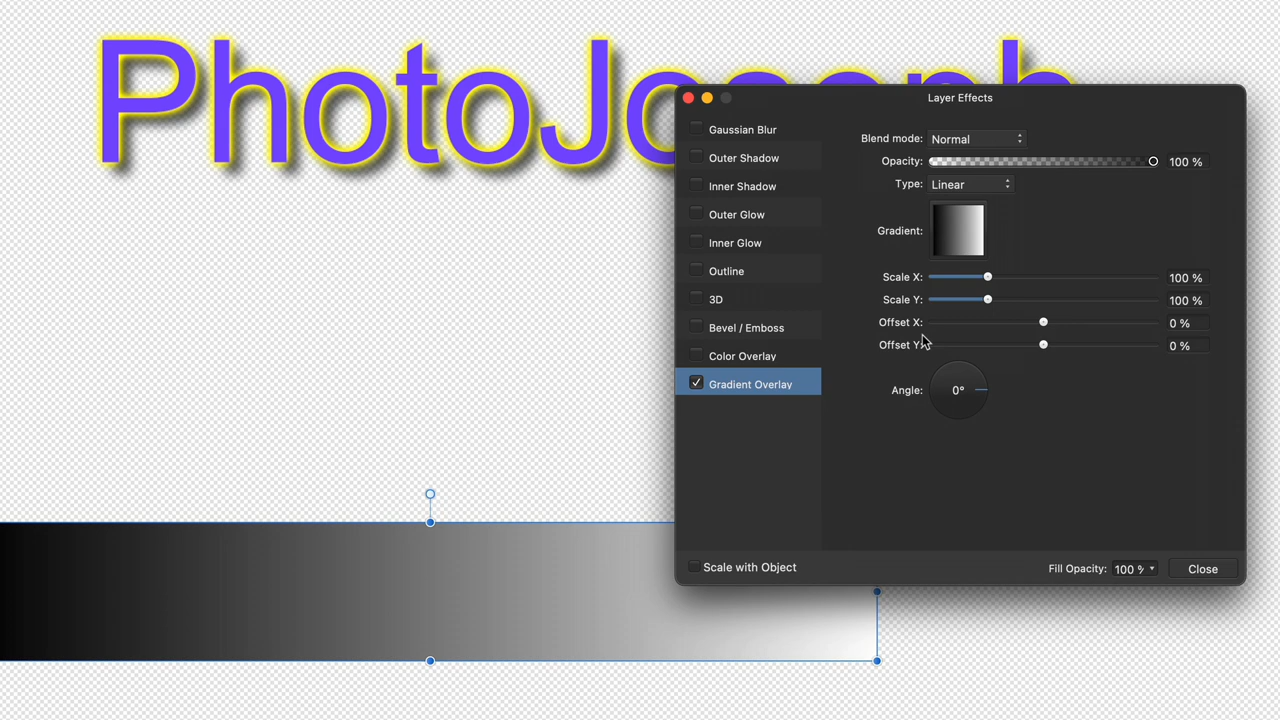 PhotoJoseph
Layer Effects
Gaussian Blur
Outer Shadow
Inner Shadow
Outer Glow
Inner Glow
Outline
3D
Bevel / Emboss
Color Overlay
Gradient Overlay
Blend mode: Normal
Opacity: 100 %
Type: Linear
Gradient:
Scale X: 100 %
Scale Y: 100 %
Offset X: 0 %
Offset Y: 0 %
Angle: 0°
Scale with Object
Fill Opacity: 100 %
Close